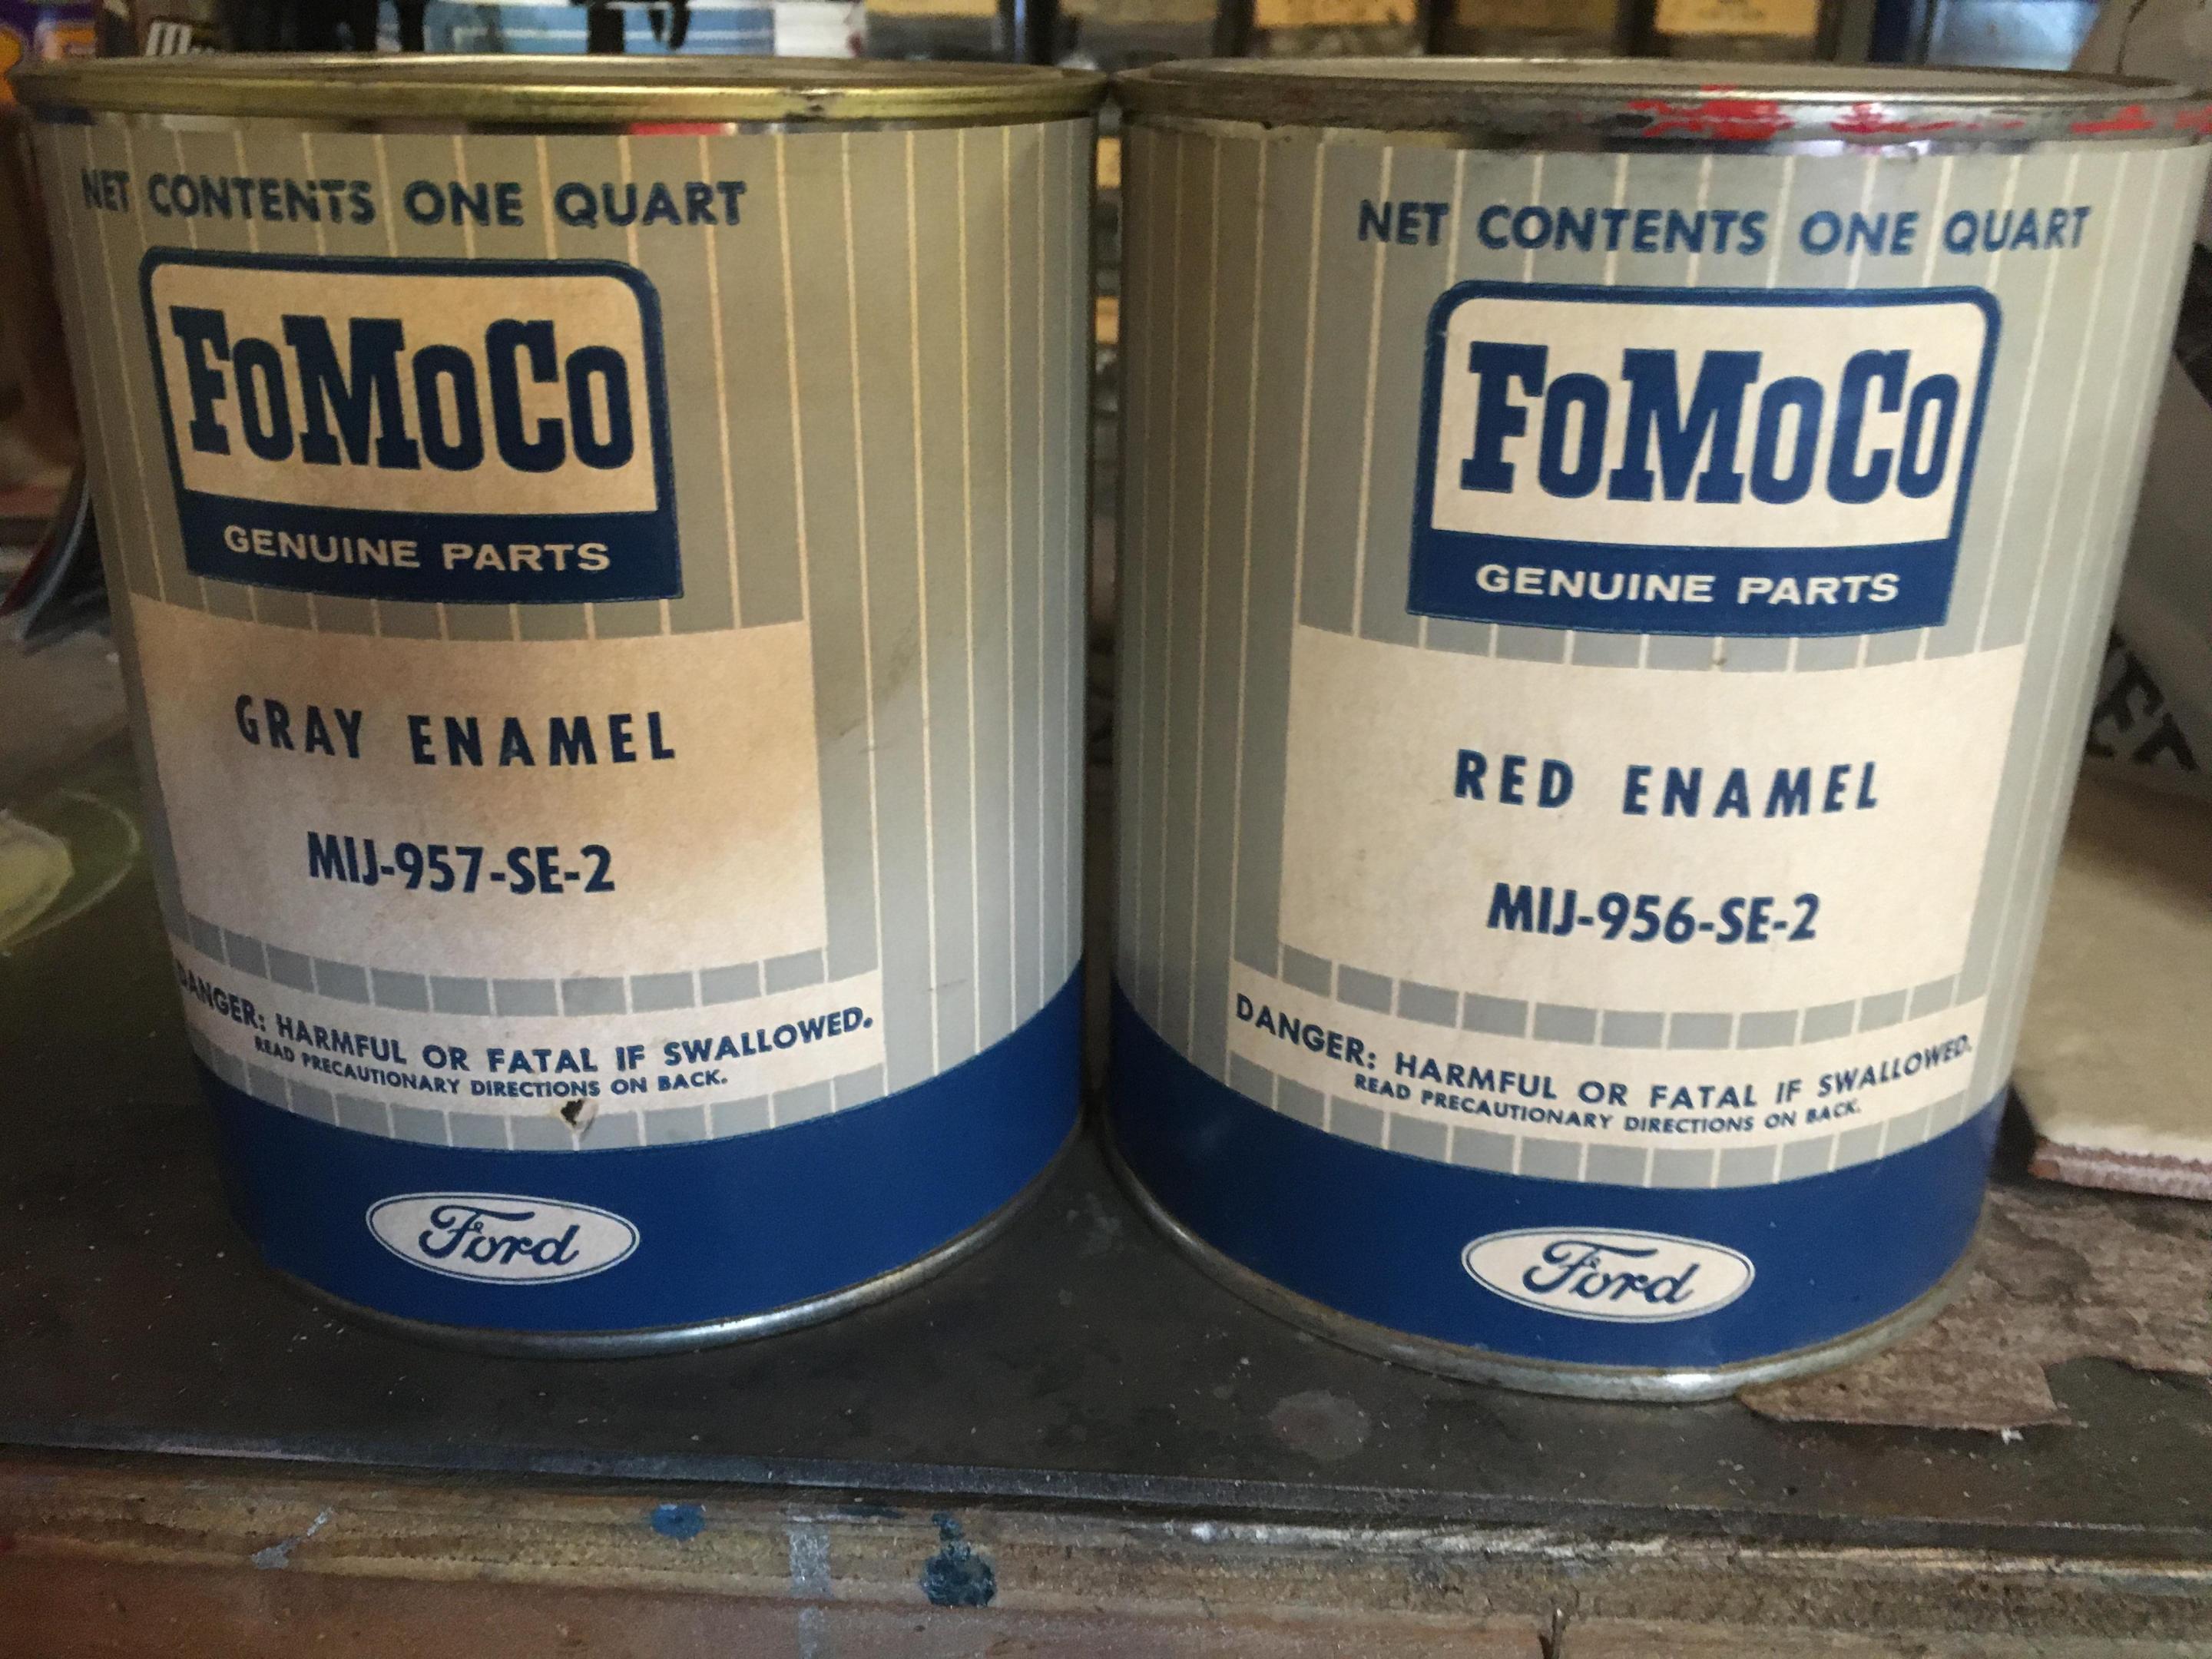 NET CONTENTS ONE QUART
FoMoCo
GENUINE PARTS
GRAY ENAMEL
MIJ-957-SE-2
DANGER: HARMFUL OR FATAL IF SWALLOWED.
READ PRECAUTIONARY DIRECTIONS ON BACK.
Ford
NET CONTENTS ONE QUART
FoMoCo
GENUINE PARTS
RED ENAMEL
MIJ-956-SE-2
DANGER: HARMFUL OR FATAL IF SWALLOWED.
READ PRECAUTIONARY DIRECTIONS ON BACK.
Ford